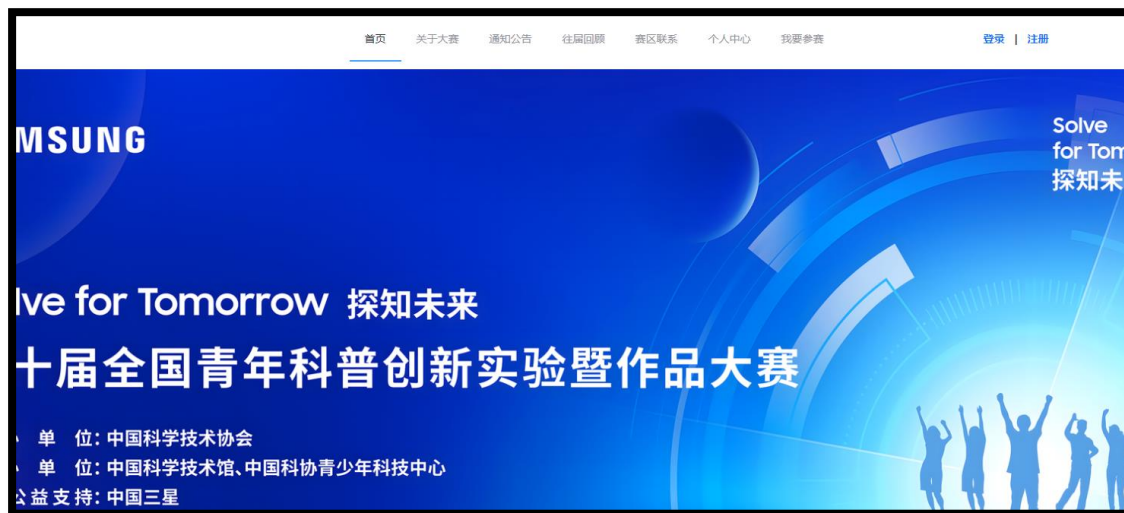 首页 关于大赛 通知公告 往届回顾 赛区联系 个人中心 我要参赛 登录 | 注册
MSUNG
Solve
for Tom
探知未
lve for Tomorrow 探知未来
十届全国青年科普创新实验暨作品大赛
单 位: 中国科学技术协会
单 位: 中国科学技术馆、中国科协青少年科技中心
公益支持: 中国三星